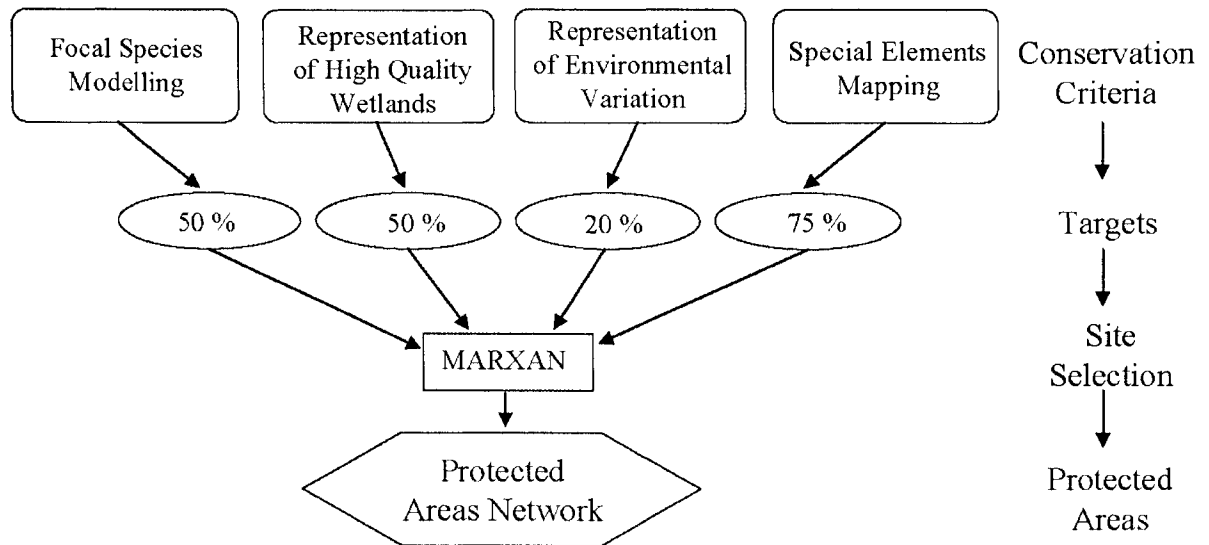 Focal Species
Modelling
Representation
of High Quality
Wetlands
Representation
of Environmental
Variation
Special Elements
Mapping
Conservation
Criteria
50 %
50 %
20 %
75 %
Targets
MARXAN
Site
Selection
Protected
Areas Network
Protected
Areas